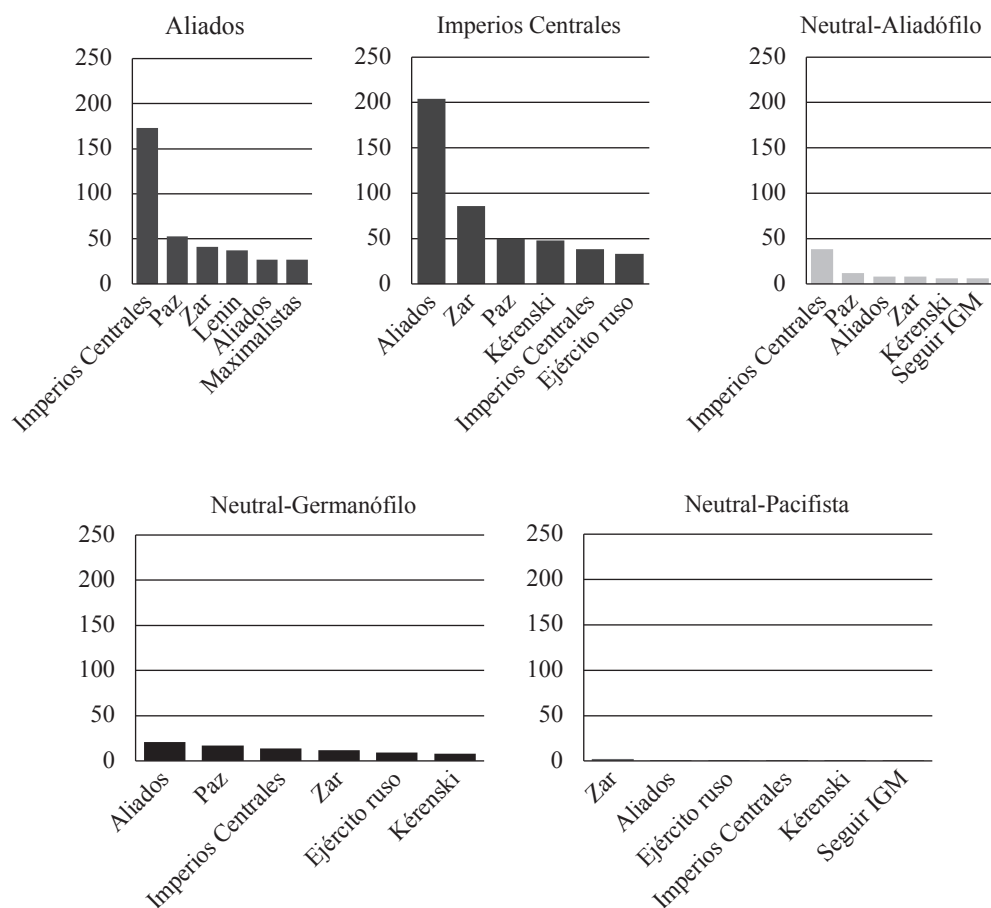 Aliados
250
200
150
100
50
0
Imperios Centrales
Paz
Zar
Lenin
Aliados
Maximalistas
Imperios Centrales
250
200
150
100
50
0
Aliados
Zar
Paz
Kérenski
Imperios Centrales
Ejército ruso
Neutral-Aliadófilo
250
200
150
100
50
0
Imperios Centrales
Paz
Aliados
Zar
Kérenski
Seguir IGM
Neutral-Germanófilo
250
200
150
100
50
0
Aliados
Paz
Imperios Centrales
Zar
Ejército ruso
Kérenski
Neutral-Pacifista
250
200
150
100
50
0
Zar
Aliados
Ejército ruso
Imperios Centrales
Kérenski
Seguir IGM